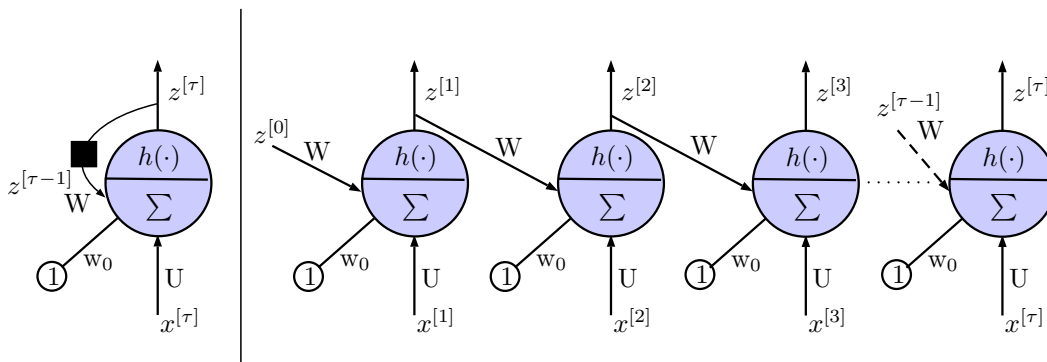 z^{[τ]}
h(·)
z^{[τ−1]}
W
∑
1
w₀
U
x^{[τ]}
z^{[0]}
W
z^{[1]}
h(·)
∑
1
w₀
U
x^{[1]}
W
z^{[2]}
h(·)
∑
1
w₀
U
x^{[2]}
W
z^{[3]}
h(·)
∑
1
w₀
U
x^{[3]}
.......
z^{[τ−1]}
W
z^{[τ]}
h(·)
∑
1
w₀
U
x^{[τ]}